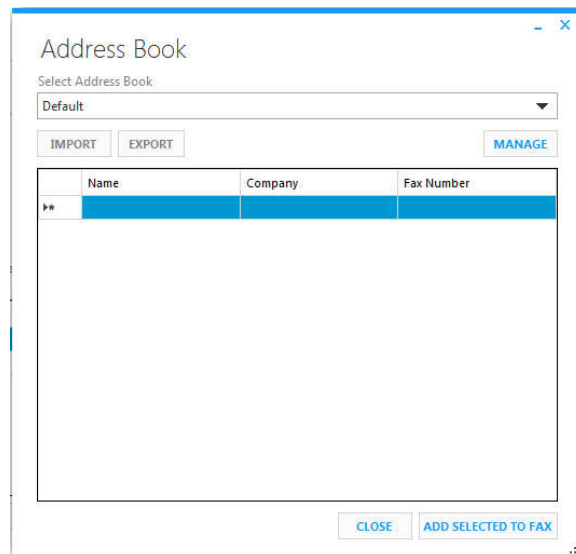 Address Book
Select Address Book
Default
IMPORT EXPORT MANAGE
Name Company Fax Number
CLOSE ADD SELECTED TO FAX